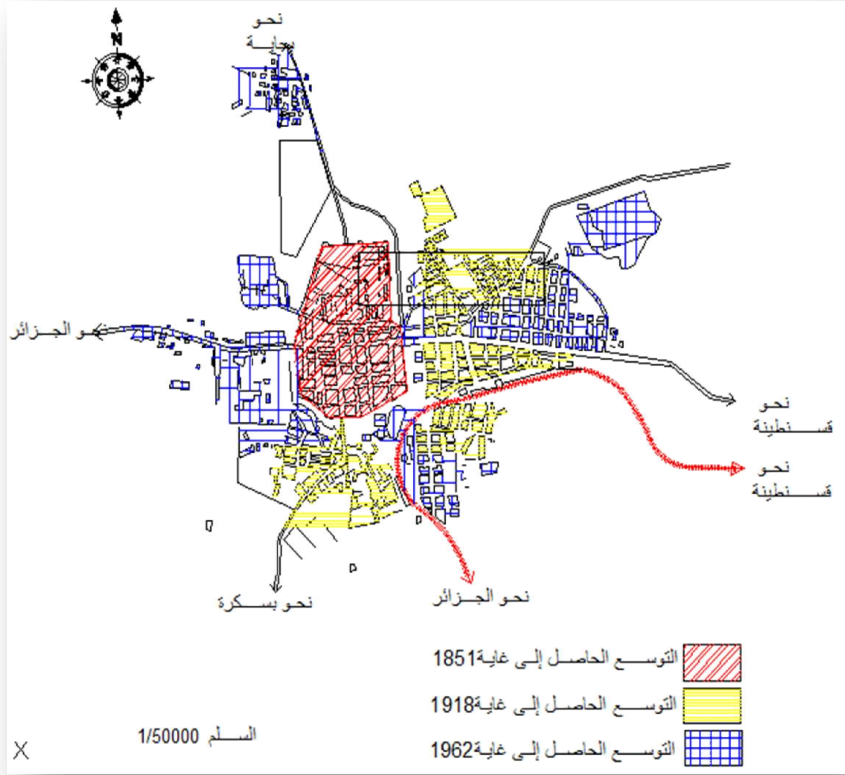 نحو
بجاية
N
نحو الجزائر
نحو
قسنطينة
نحو
قسنطينة
نحو بسكرة
نحو الجزائر
التوسع الحاصل إلى غاية1851
التوسع الحاصل إلى غاية1918
التوسع الحاصل إلى غاية1962
السلم 1/50000
X